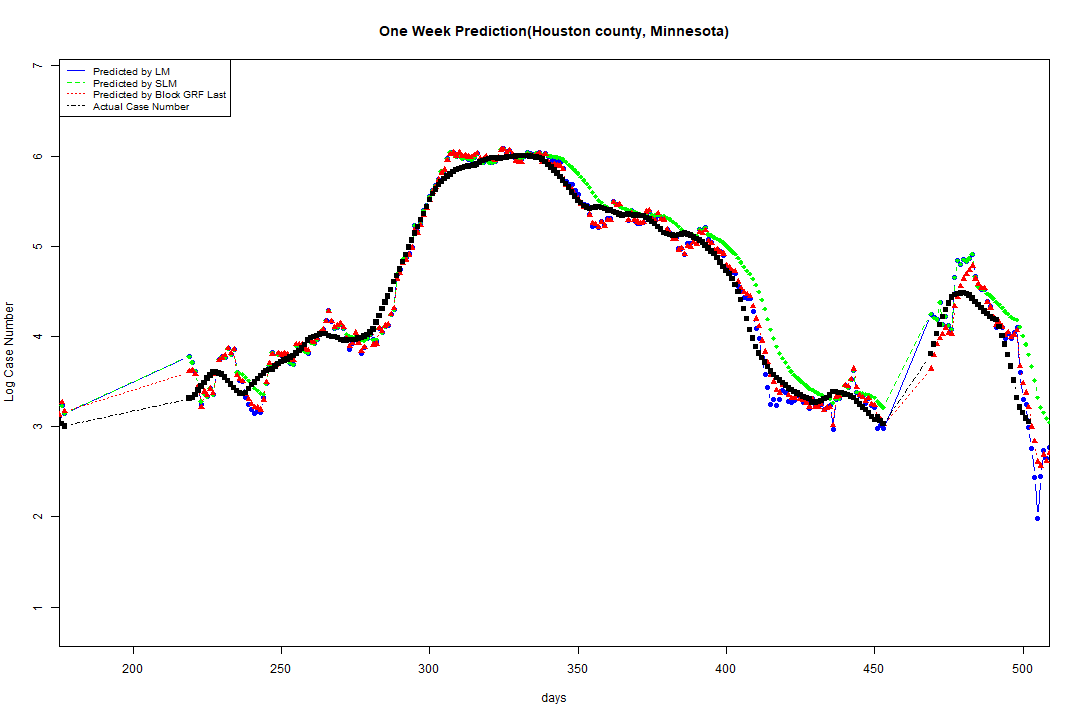 One Week Prediction(Houston county, Minnesota)
Predicted by LM
Predicted by SLM
Predicted by Block GRF Last
Actual Case Number
7
6
5
4
3
2
1
Log Case Number
200 250 300 350 400 450 500
days